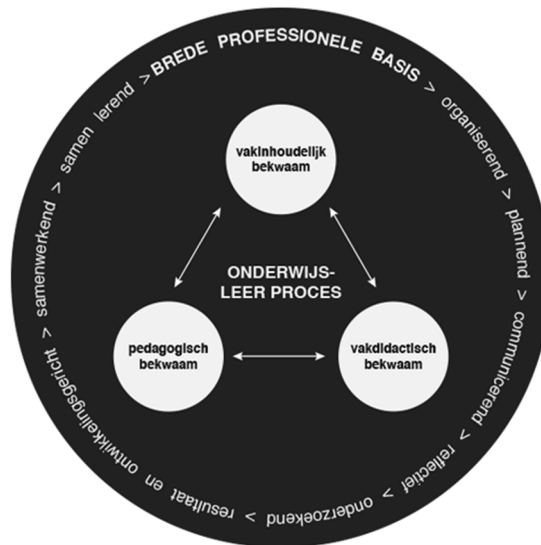 BREDE PROFESSIONELE BASIS > organiserend > plannend > communicerend > reflectief > onderzoekend > resultaat en ontwikkelingsgericht > samenwerkend > samen lerend >
vakinhoudelijk
bekwaam
ONDERWIJS-
LEER PROCES
pedagogisch
bekwaam
vakdidactisch
bekwaam